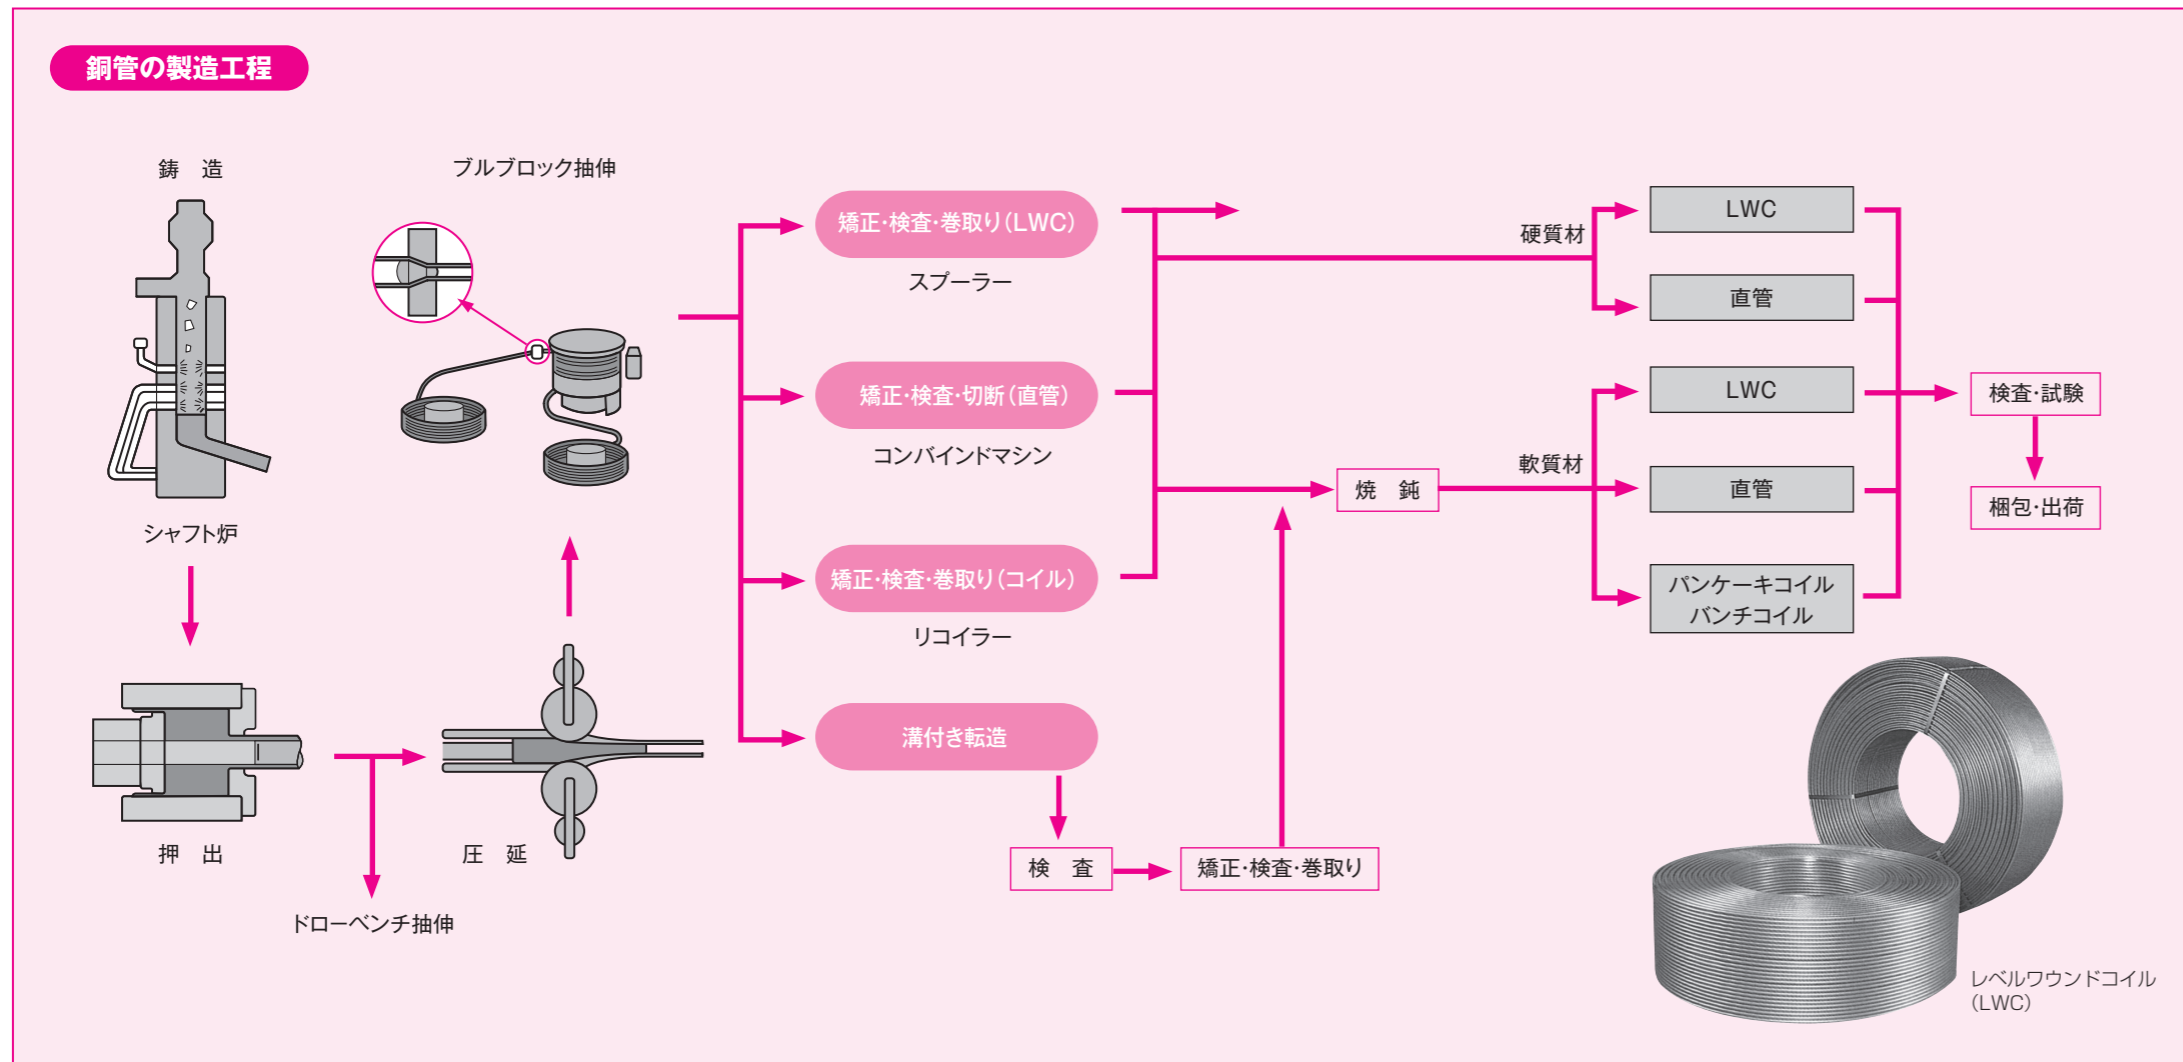 銅管の製造工程
鋳 造
シャフト炉
押 出
ドローベンチ抽伸
圧 延
ブルブロック抽伸
矯正・検査・巻取り(LWC)
スプーラー
矯正・検査・切断(直管)
コンバインドマシン
矯正・検査・巻取り(コイル)
リコイラー
溝付き転造
検 査
矯正・検査・巻取り
焼 鈍
硬質材
軟質材
LWC
直管
LWC
直管
パンケーキコイル
バンチコイル
検査・試験
梱包・出荷
レベルワウンドコイル
(LWC)